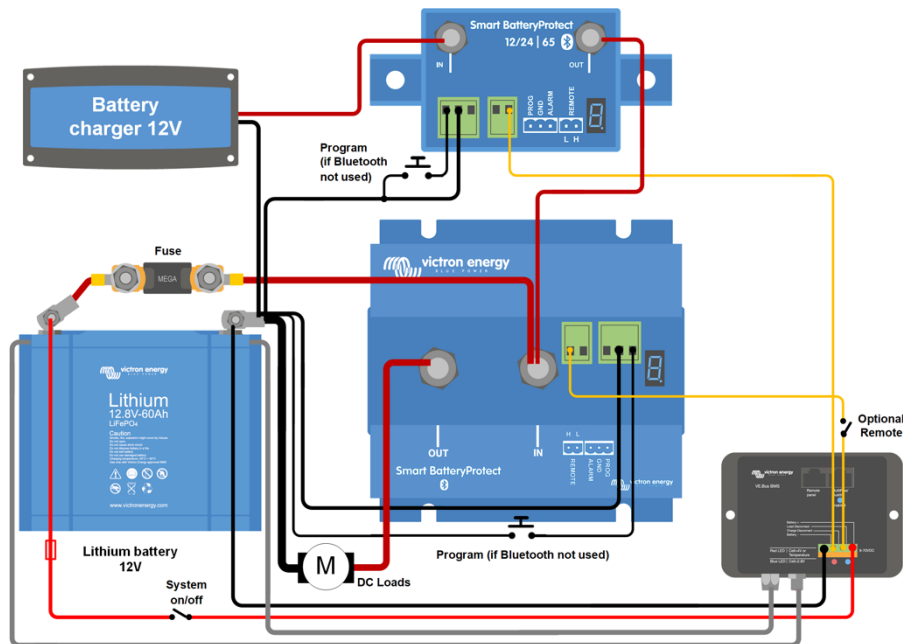 Smart BatteryProtect
12/24 | 65
IN
OUT
PROG
GND
ALARM
REMOTE
L H
Battery
charger 12V
Program
(if Bluetooth
not used)
Fuse
MEGA
victron energy
BLUE POWER
victron energy
Lithium
12.8V-60Ah
LiFePO4
Caution
www.victronenergy.com
OUT
IN
H L
REMOTE
ALARM
GND
PROG
Smart BatteryProtect
victron energy
Optional
Remote
victron energy
VE.Bus BMS
Remote
panel
Lithium battery
12V
System
on/off
M
DC Loads
Program (if Bluetooth not used)